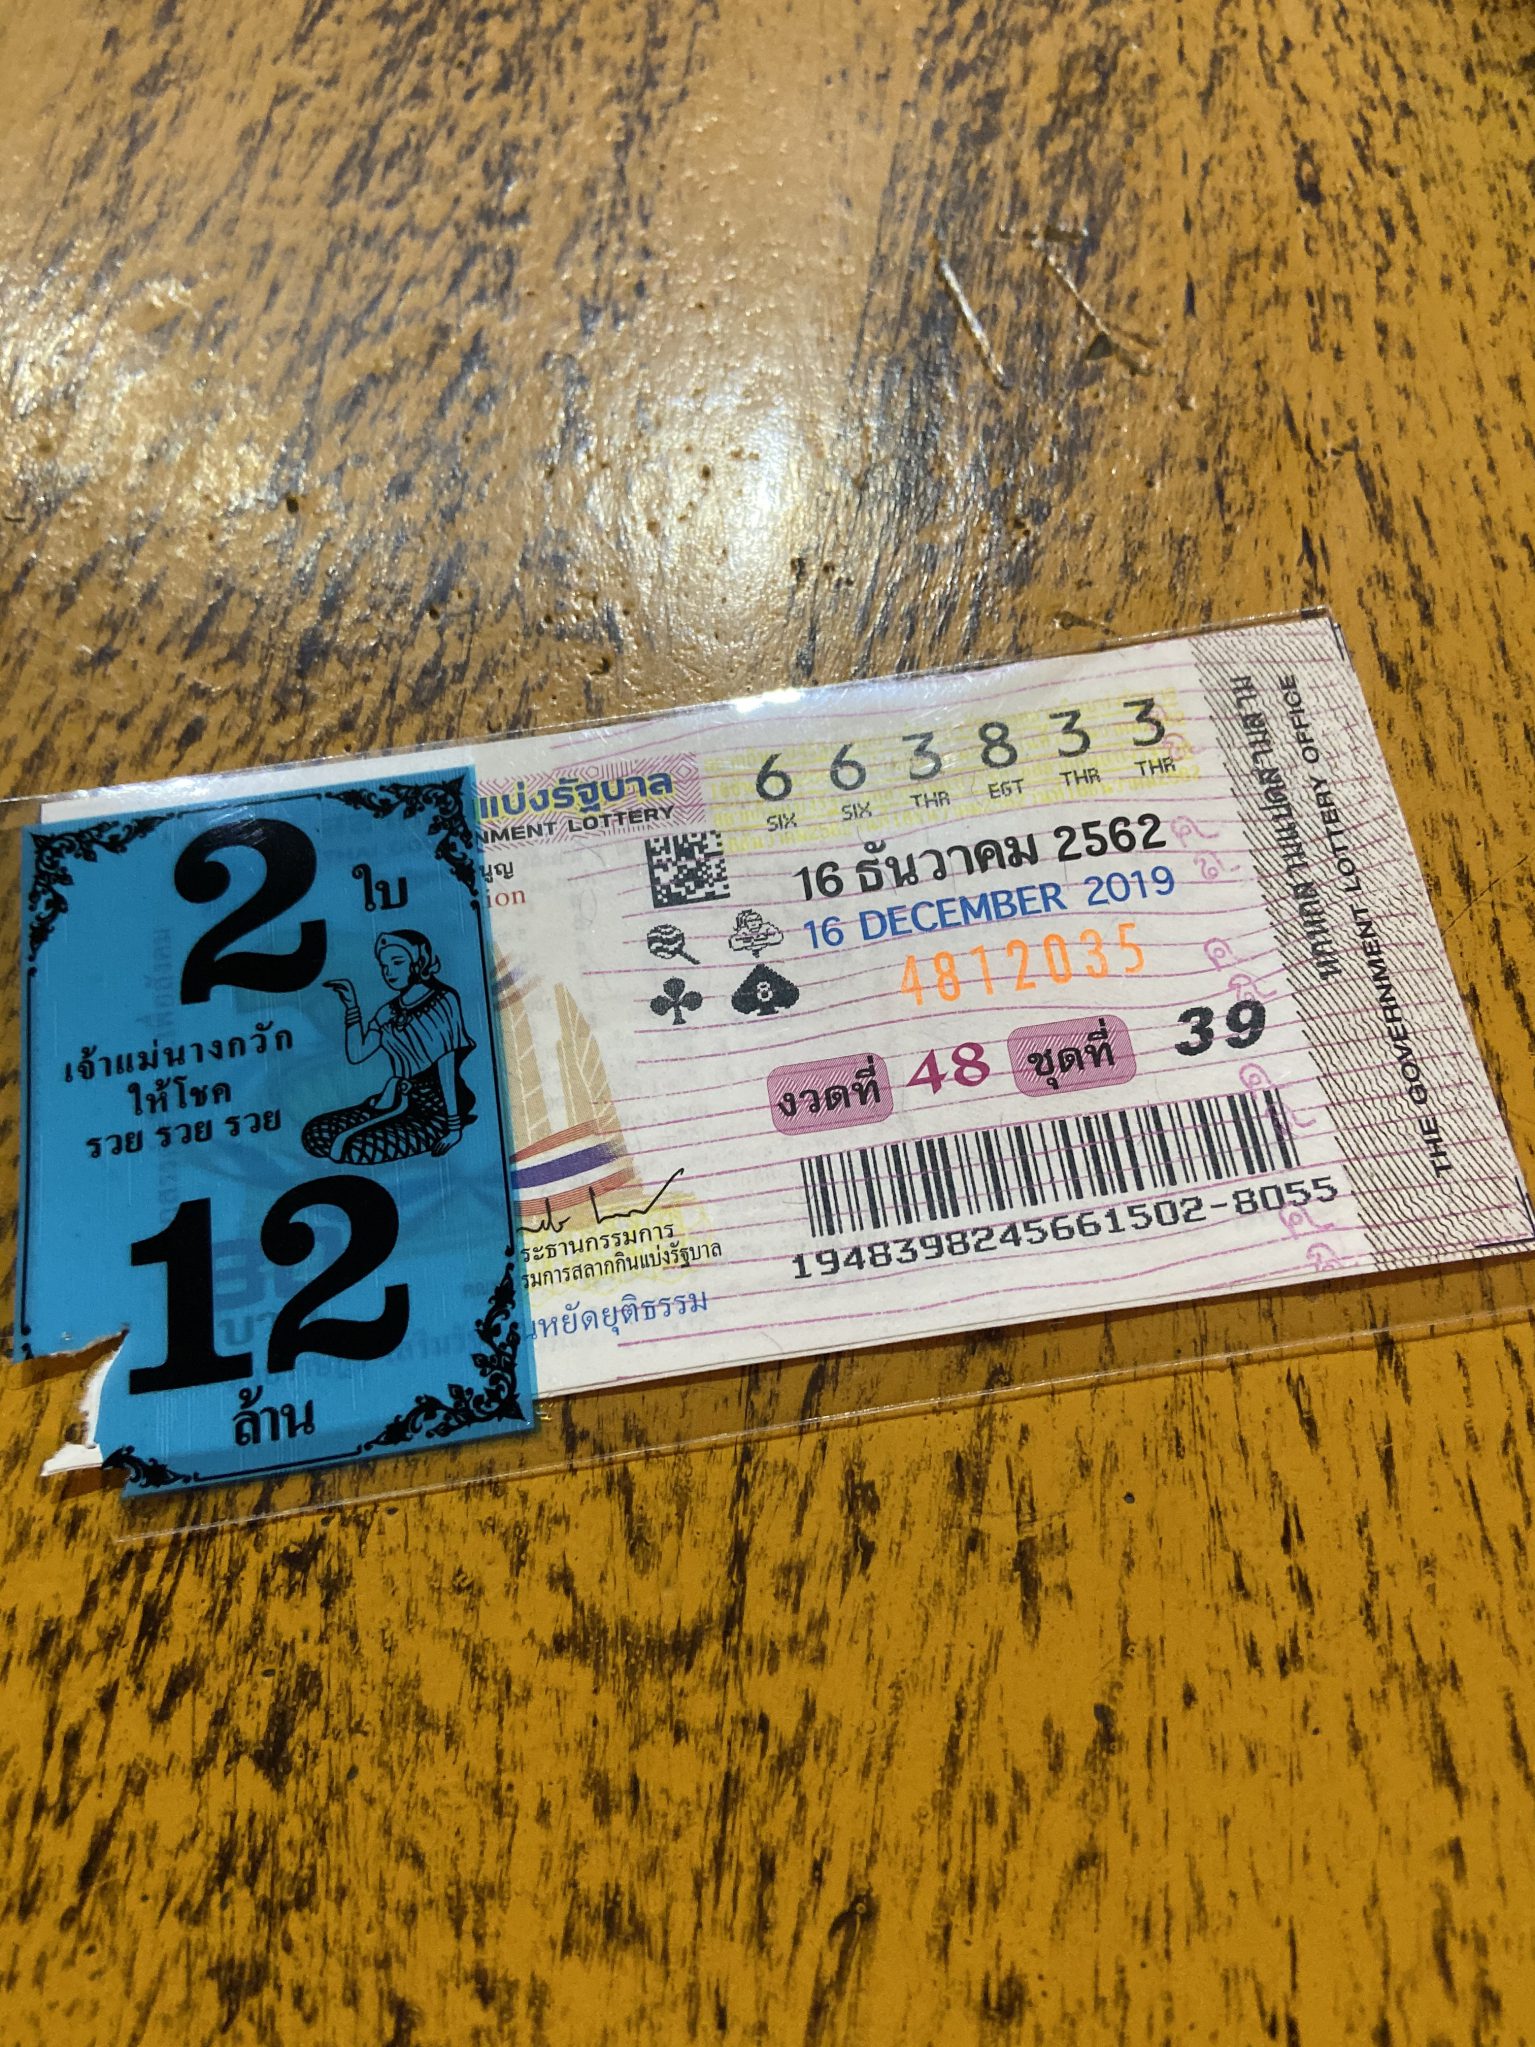 2 ใบ
เจ้าแม่นางกวัก
ให้โชค
รวย รวย รวย
12
ล้าน
แบ่งรัฐบาล
NMENT LOTTERY
663833
SIX SIX THR EGT THR THR
16 ธันวาคม 2562
16 DECEMBER 2019
4812035
8
งวดที่ 48 ชุดที่ 39
1948398245661502-8055
ระธานกรรมการ
รมการสลากกินแบ่งรัฐบาล
นหยัดยุติธรรม
THE GOVERNMENT LOTTERY OFFICE